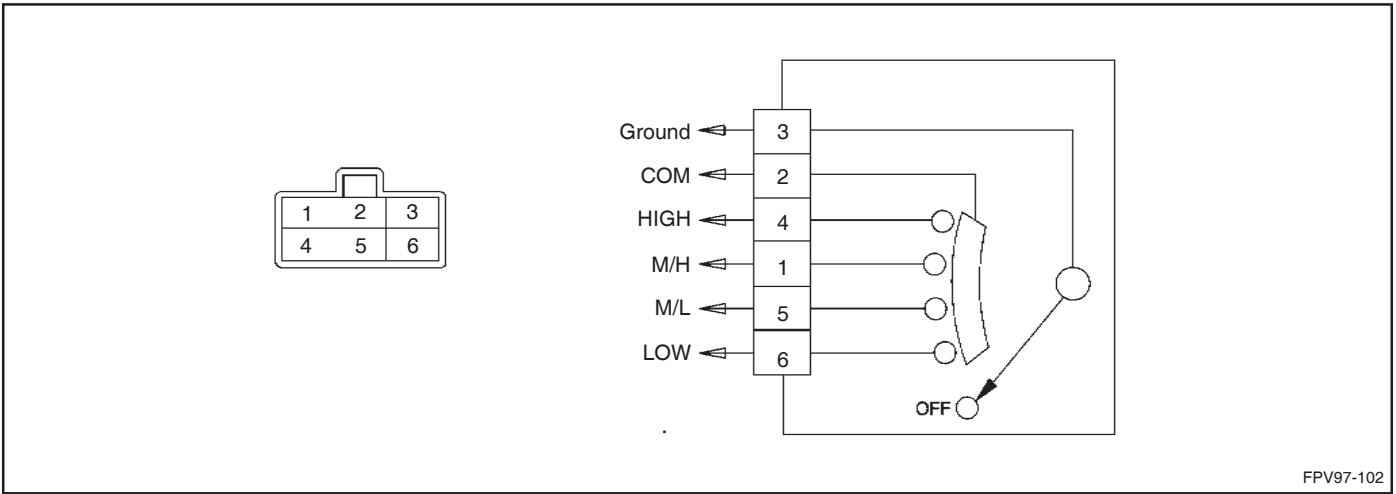 1 2 3
4 5 6
Ground 3
COM 2
HIGH 4
M/H 1
M/L 5
LOW 6
OFF
FPV97-102